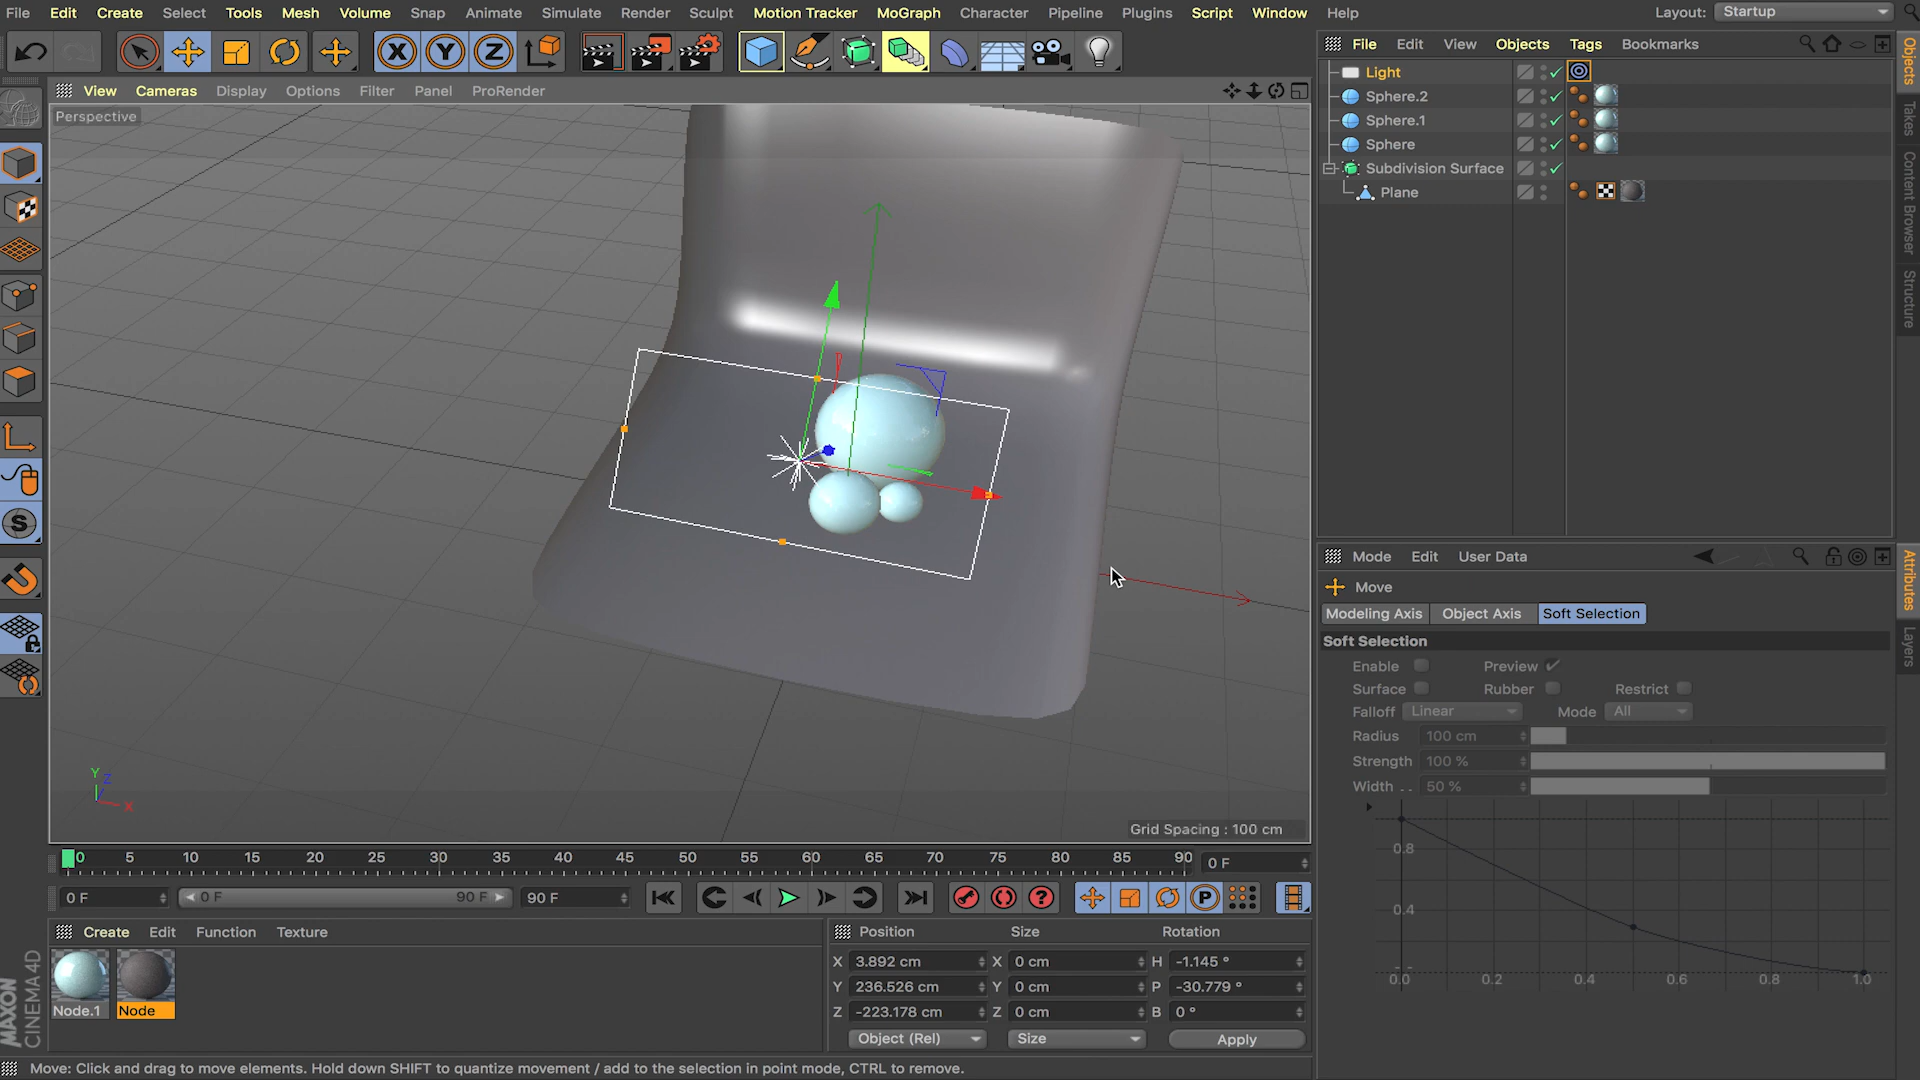 File Edit Create Select Tools Mesh Volume Snap Animate Simulate Render Sculpt Motion Tracker MoGraph Character Pipeline Plugins Script Window Help
Layout: Startup
X Y Z
File Edit View Objects Tags Bookmarks
View Cameras Display Options Filter Panel ProRender
Perspective
Light
Sphere.2
Sphere.1
Sphere
Subdivision Surface
Plane
Objects
Takes
Content Browser
Structure
S
Y Z X
Grid Spacing : 100 cm
Mode Edit User Data
Move
Modeling Axis Object Axis Soft Selection
Soft Selection
Enable Preview
Surface Rubber Restrict
Falloff Linear Mode All
Radius 100 cm
Strength 100 %
Width . . 50 %
0.8
0.4
0.0 0.2 0.4 0.6 0.8 1.0
Attributes
Layers
0 5 10 15 20 25 30 35 40 45 50 55 60 65 70 75 80 85 90 0 F
0 F 0 F 90 F 90 F P
Create Edit Function Texture
Node.1 Node
Position Size Rotation
X 3.892 cm X 0 cm H -1.145 °
Y 236.526 cm Y 0 cm P -30.779 °
Z -223.178 cm Z 0 cm B 0 °
Object (Rel) Size Apply
MAXON
CINEMA 4D
Move: Click and drag to move elements. Hold down SHIFT to quantize movement / add to the selection in point mode, CTRL to remove.